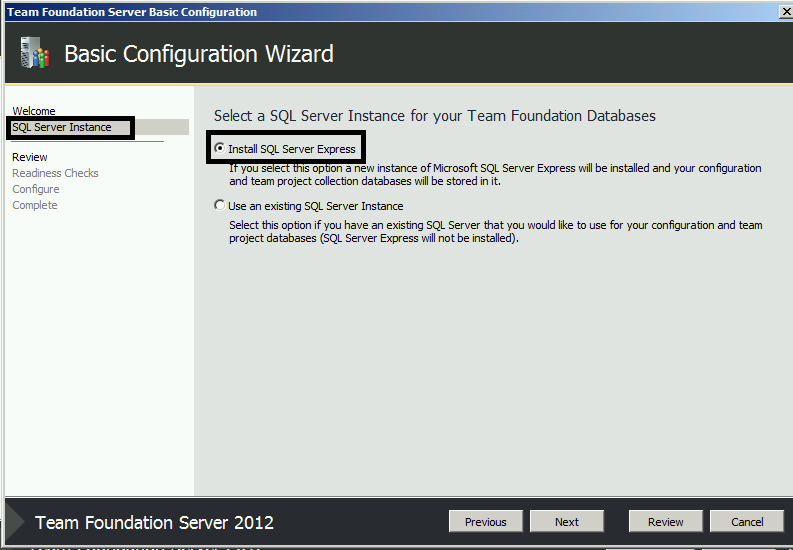 Team Foundation Server Basic Configuration
Basic Configuration Wizard
Welcome
SQL Server Instance
Review
Readiness Checks
Configure
Complete
Select a SQL Server Instance for your Team Foundation Databases
Install SQL Server Express
If you select this option a new instance of Microsoft SQL Server Express will be installed and your configuration
and team project collection databases will be stored in it.
Use an existing SQL Server Instance
Select this option if you have an existing SQL Server that you would like to use for your configuration and team
project databases (SQL Server Express will not be installed).
Team Foundation Server 2012
Previous
Next
Review
Cancel